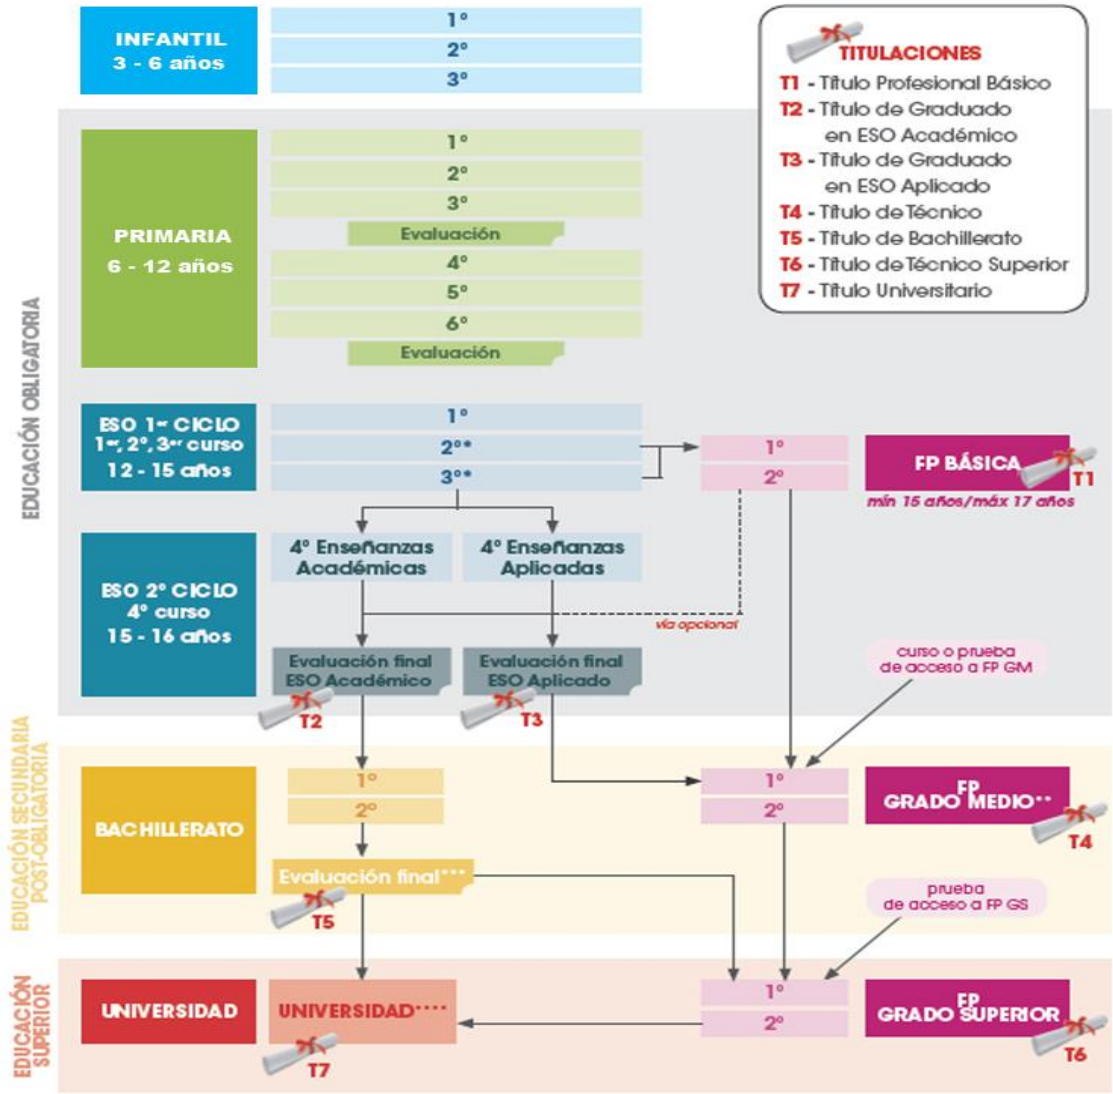 INFANTIL
3 - 6 años
1º
2º
3º
TITULACIONES
T1 - Título Profesional Básico
T2 - Título de Graduado
en ESO Académico
T3 - Título de Graduado
en ESO Aplicado
T4 - Título de Técnico
T5 - Título de Bachillerato
T6 - Título de Técnico Superior
T7 - Título Universitario
EDUCACIÓN OBLIGATORIA
PRIMARIA
6 - 12 años
1º
2º
3º
Evaluación
4º
5º
6º
Evaluación
ESO 1er CICLO
1er, 2º, 3er curso
12 - 15 años
1º
2º*
3º*
1º
2º
FP BÁSICA
T1
mín 15 años/máx 17 años
ESO 2º CICLO
4º curso
15 - 16 años
4º Enseñanzas
Académicas
4º Enseñanzas
Aplicadas
vía opcional
Evaluación final
ESO Académico
T2
Evaluación final
ESO Aplicado
T3
curso o prueba
de acceso a FP GM
EDUCACIÓN SECUNDARIA
POST-OBLIGATORIA
BACHILLERATO
1º
2º
Evaluación final***
T5
1º
2º
FP
GRADO MEDIO**
T4
prueba
de acceso a FP GS
EDUCACIÓN
SUPERIOR
UNIVERSIDAD
UNIVERSIDAD****
T7
1º
2º
FP
GRADO SUPERIOR
T6